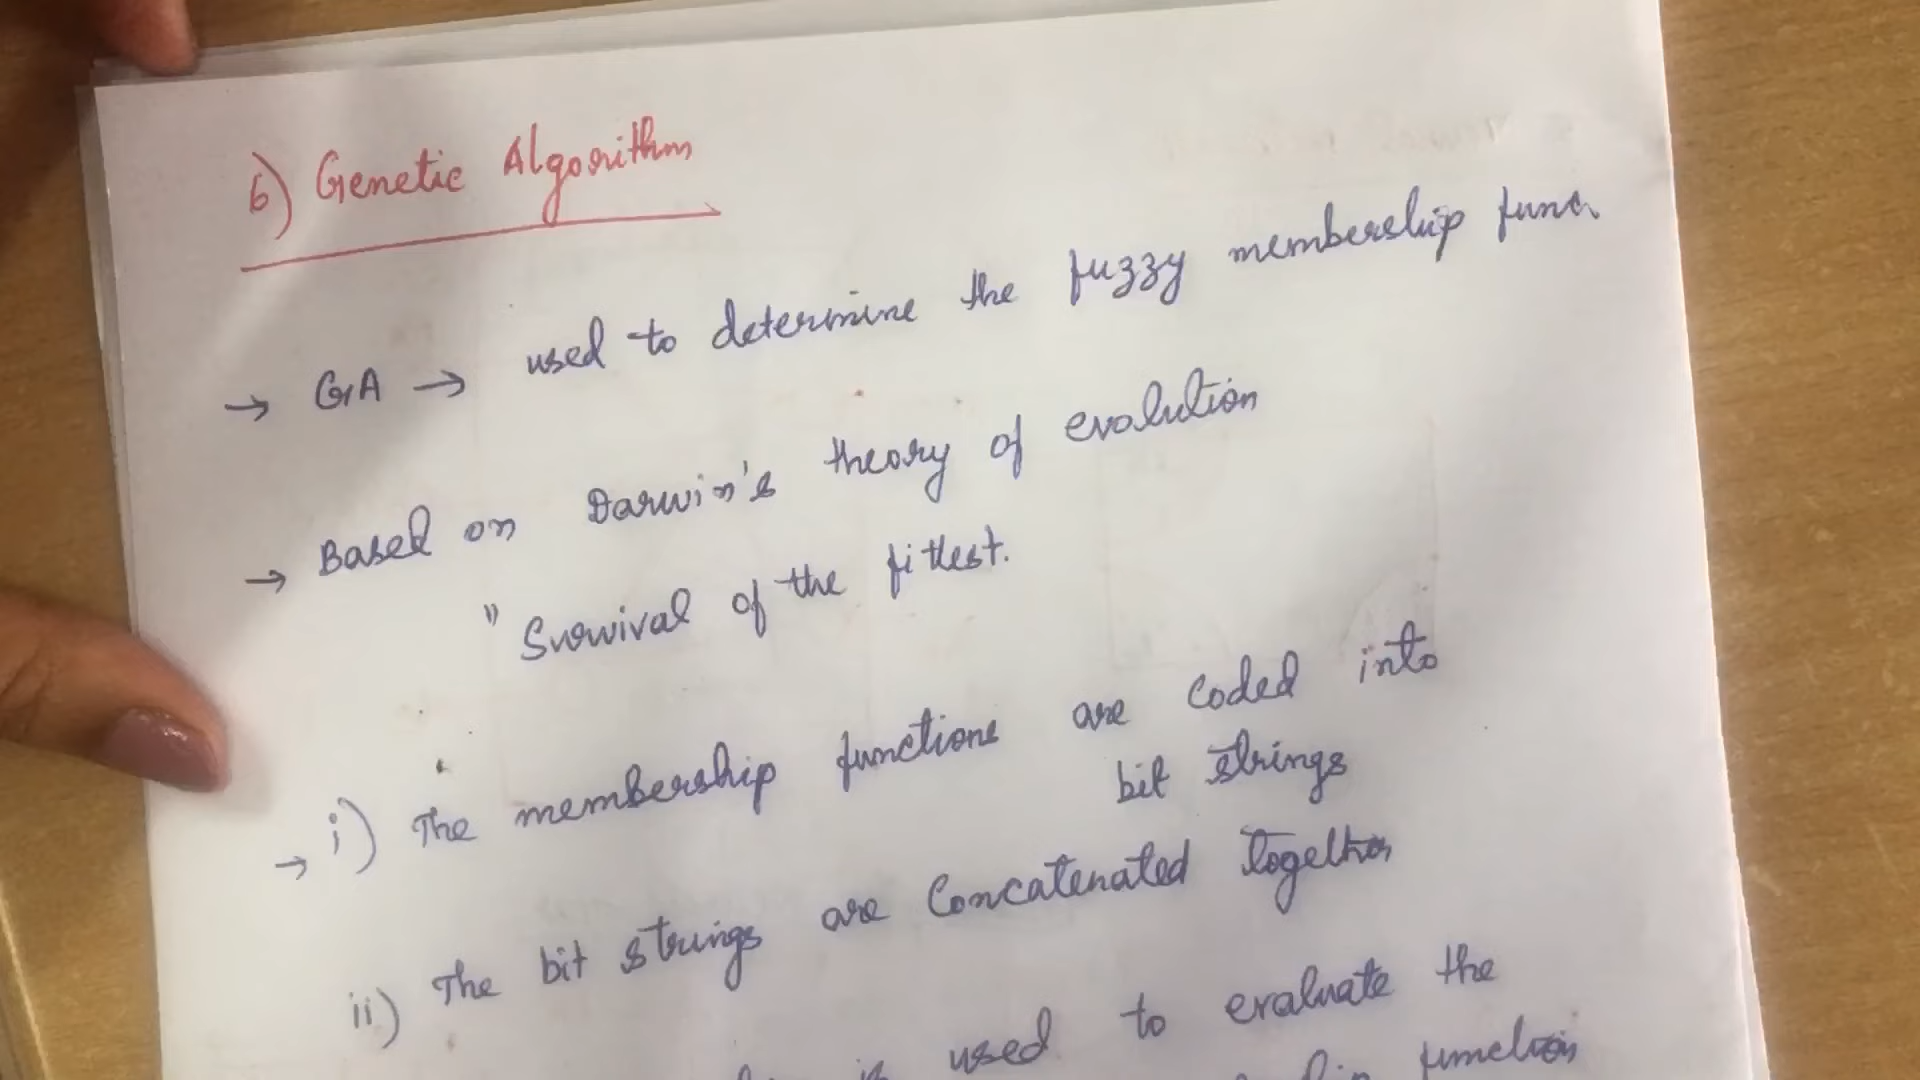 6) Genetic Algorithm
→ GA → used to determine the fuzzy membership func
→ Based on Darwin's theory of evolution
" Survival of the fittest.
→ i) The membership functions are coded into
bit strings
ii) The bit strings are Concatenated together
is used to evaluate the
function